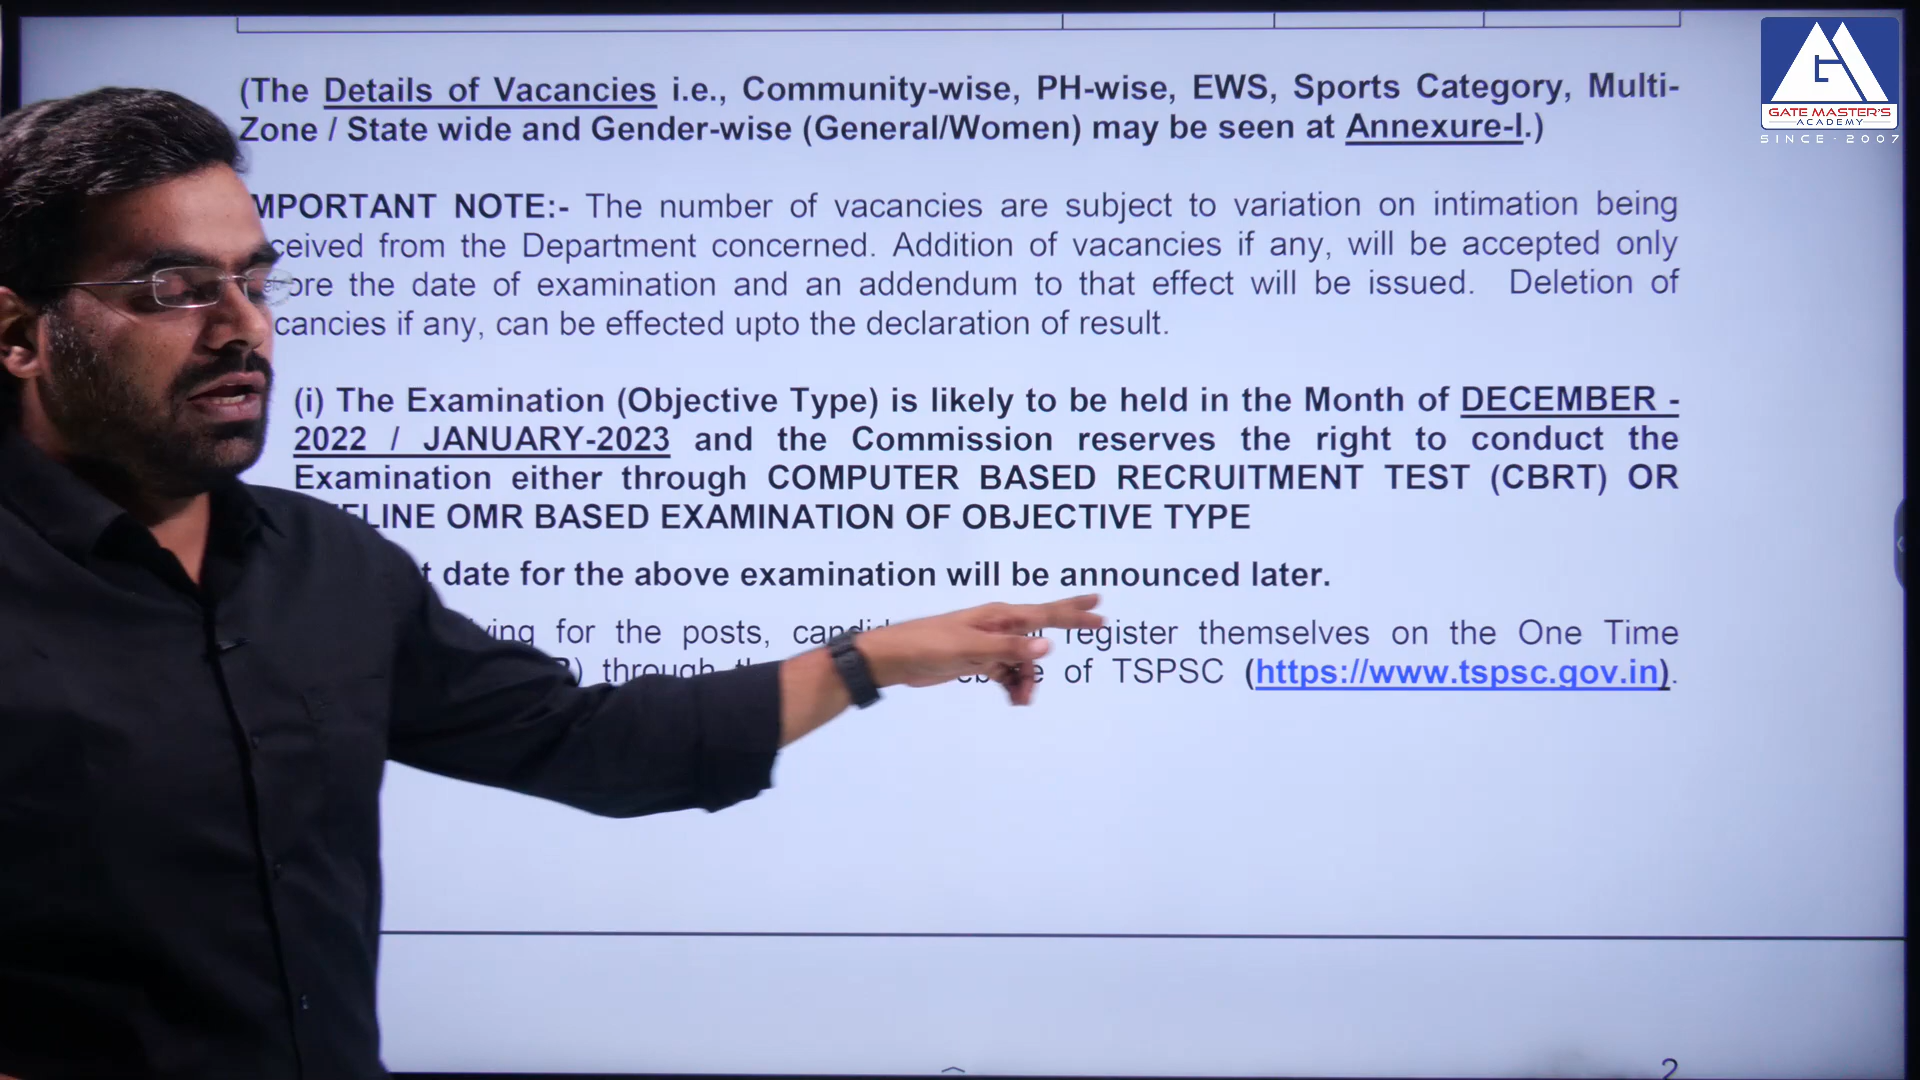 (The Details of Vacancies i.e., Community-wise, PH-wise, EWS, Sports Category, Multi-
Zone / State wide and Gender-wise (General/Women) may be seen at Annexure-I.)
MPORTANT NOTE:- The number of vacancies are subject to variation on intimation being
ceived from the Department concerned. Addition of vacancies if any, will be accepted only
ore the date of examination and an addendum to that effect will be issued. Deletion of
cancies if any, can be effected upto the declaration of result.
(i) The Examination (Objective Type) is likely to be held in the Month of DECEMBER -
2022 / JANUARY-2023 and the Commission reserves the right to conduct the
Examination either through COMPUTER BASED RECRUITMENT TEST (CBRT) OR
LINE OMR BASED EXAMINATION OF OBJECTIVE TYPE
t date for the above examination will be announced later.
ing for the posts, register themselves on the One Time
) through of TSPSC (https://www.tspsc.gov.in).
2
GATE MASTER'S
ACADEMY
SINCE-2007